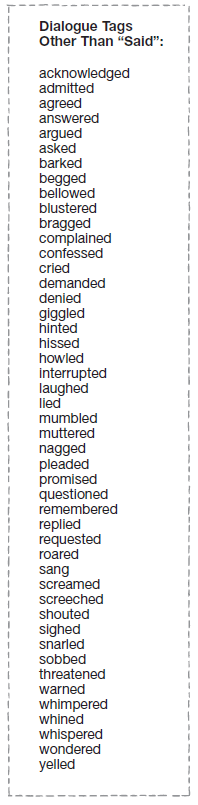 Dialogue Tags
Other Than “Said”:
acknowledged
admitted
agreed
answered
argued
asked
barked
begged
bellowed
blustered
bragged
complained
confessed
cried
demanded
denied
giggled
hinted
hissed
howled
interrupted
laughed
lied
mumbled
muttered
nagged
pleaded
promised
questioned
remembered
replied
requested
roared
sang
screamed
screeched
shouted
sighed
snarled
sobbed
threatened
warned
whimpered
whined
whispered
wondered
yelled